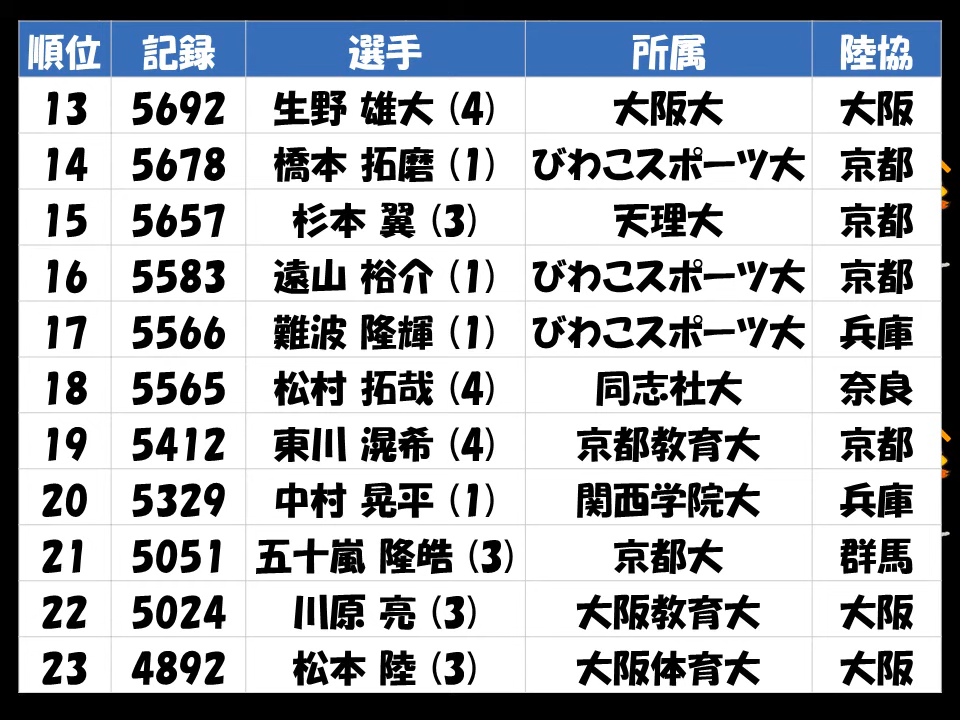 順位 記録 選手 所属 陸協
13 5692 生野 雄大 (4) 大阪大 大阪
14 5678 橋本 拓磨 (1) びわこスポーツ大 京都
15 5657 杉本 翼 (3) 天理大 京都
16 5583 遠山 裕介 (1) びわこスポーツ大 京都
17 5566 難波 隆輝 (1) びわこスポーツ大 兵庫
18 5565 松村 拓哉 (4) 同志社大 奈良
19 5412 東川 滉希 (4) 京都教育大 京都
20 5329 中村 晃平 (1) 関西学院大 兵庫
21 5051 五十嵐 隆皓 (3) 京都大 群馬
22 5024 川原 亮 (3) 大阪教育大 大阪
23 4892 松本 陸 (3) 大阪体育大 大阪